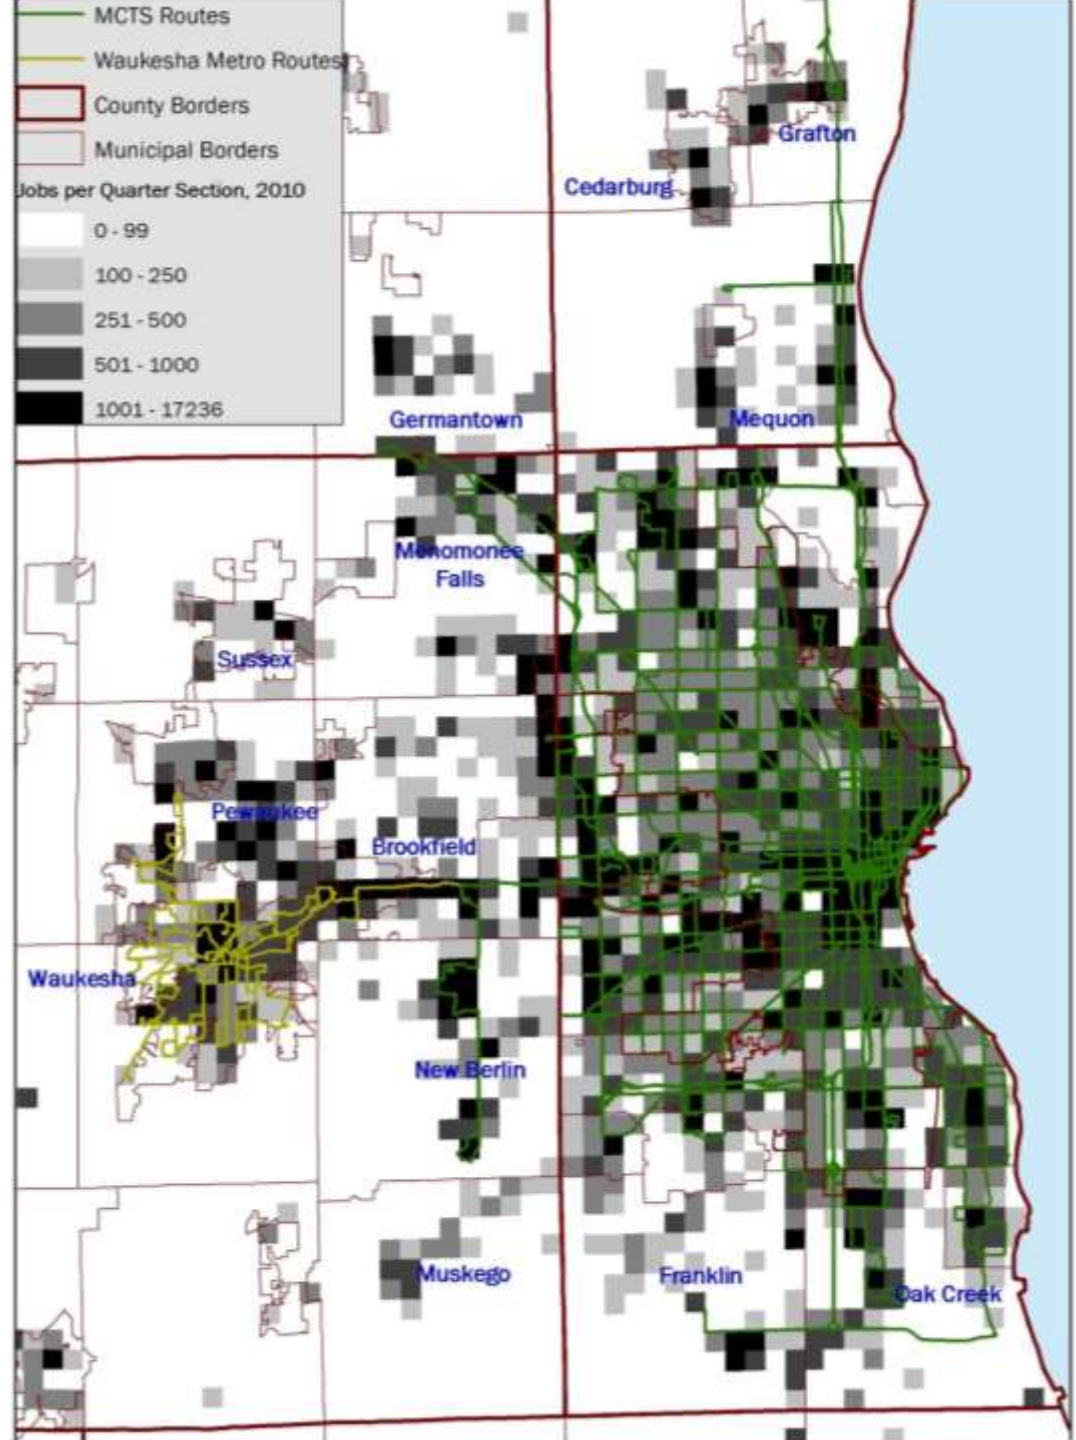 MCTS Routes
Waukesha Metro Routes
County Borders
Municipal Borders
Jobs per Quarter Section, 2010
0 - 99
100 - 250
251 - 500
501 - 1000
1001 - 17236
Grafton
Cedarburg
Germantown
Mequon
Monomonee
Falls
Sussex
Pewaukee
Brookfield
Waukesha
New Berlin
Muskego
Franklin
Oak Creek